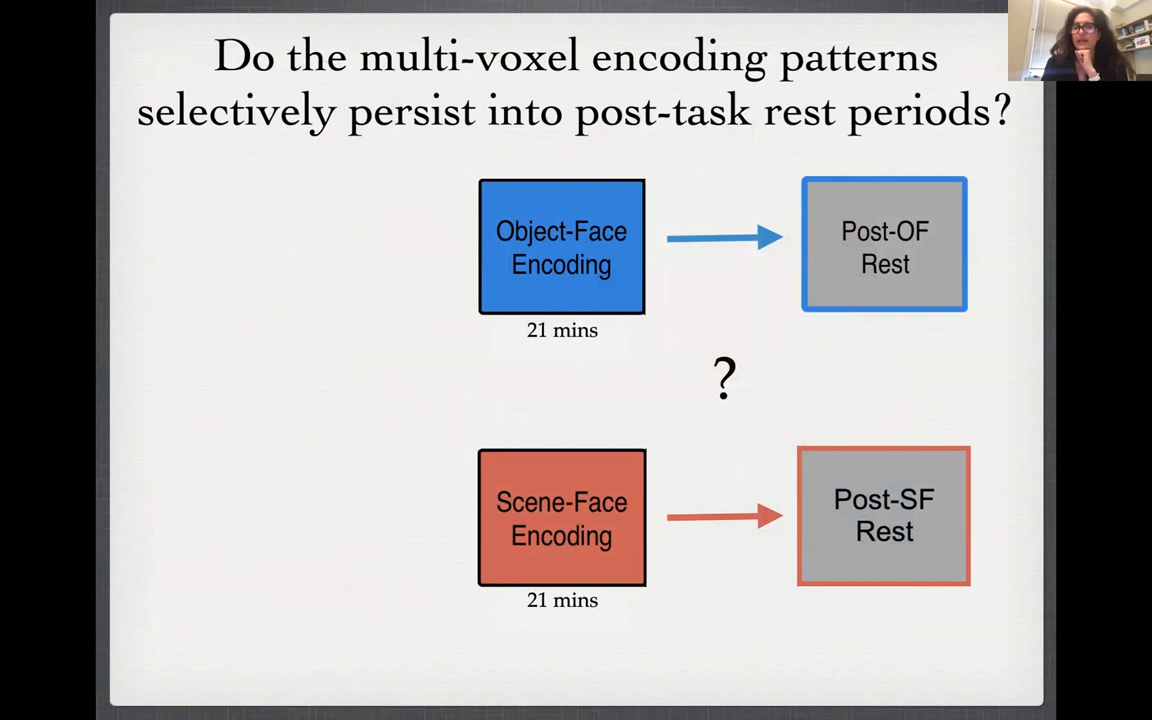 Do the multi-voxel encoding patterns
selectively persist into post-task rest periods?
Object-Face
Encoding
Post-OF
Rest
21 mins
?
Scene-Face
Encoding
Post-SF
Rest
21 mins